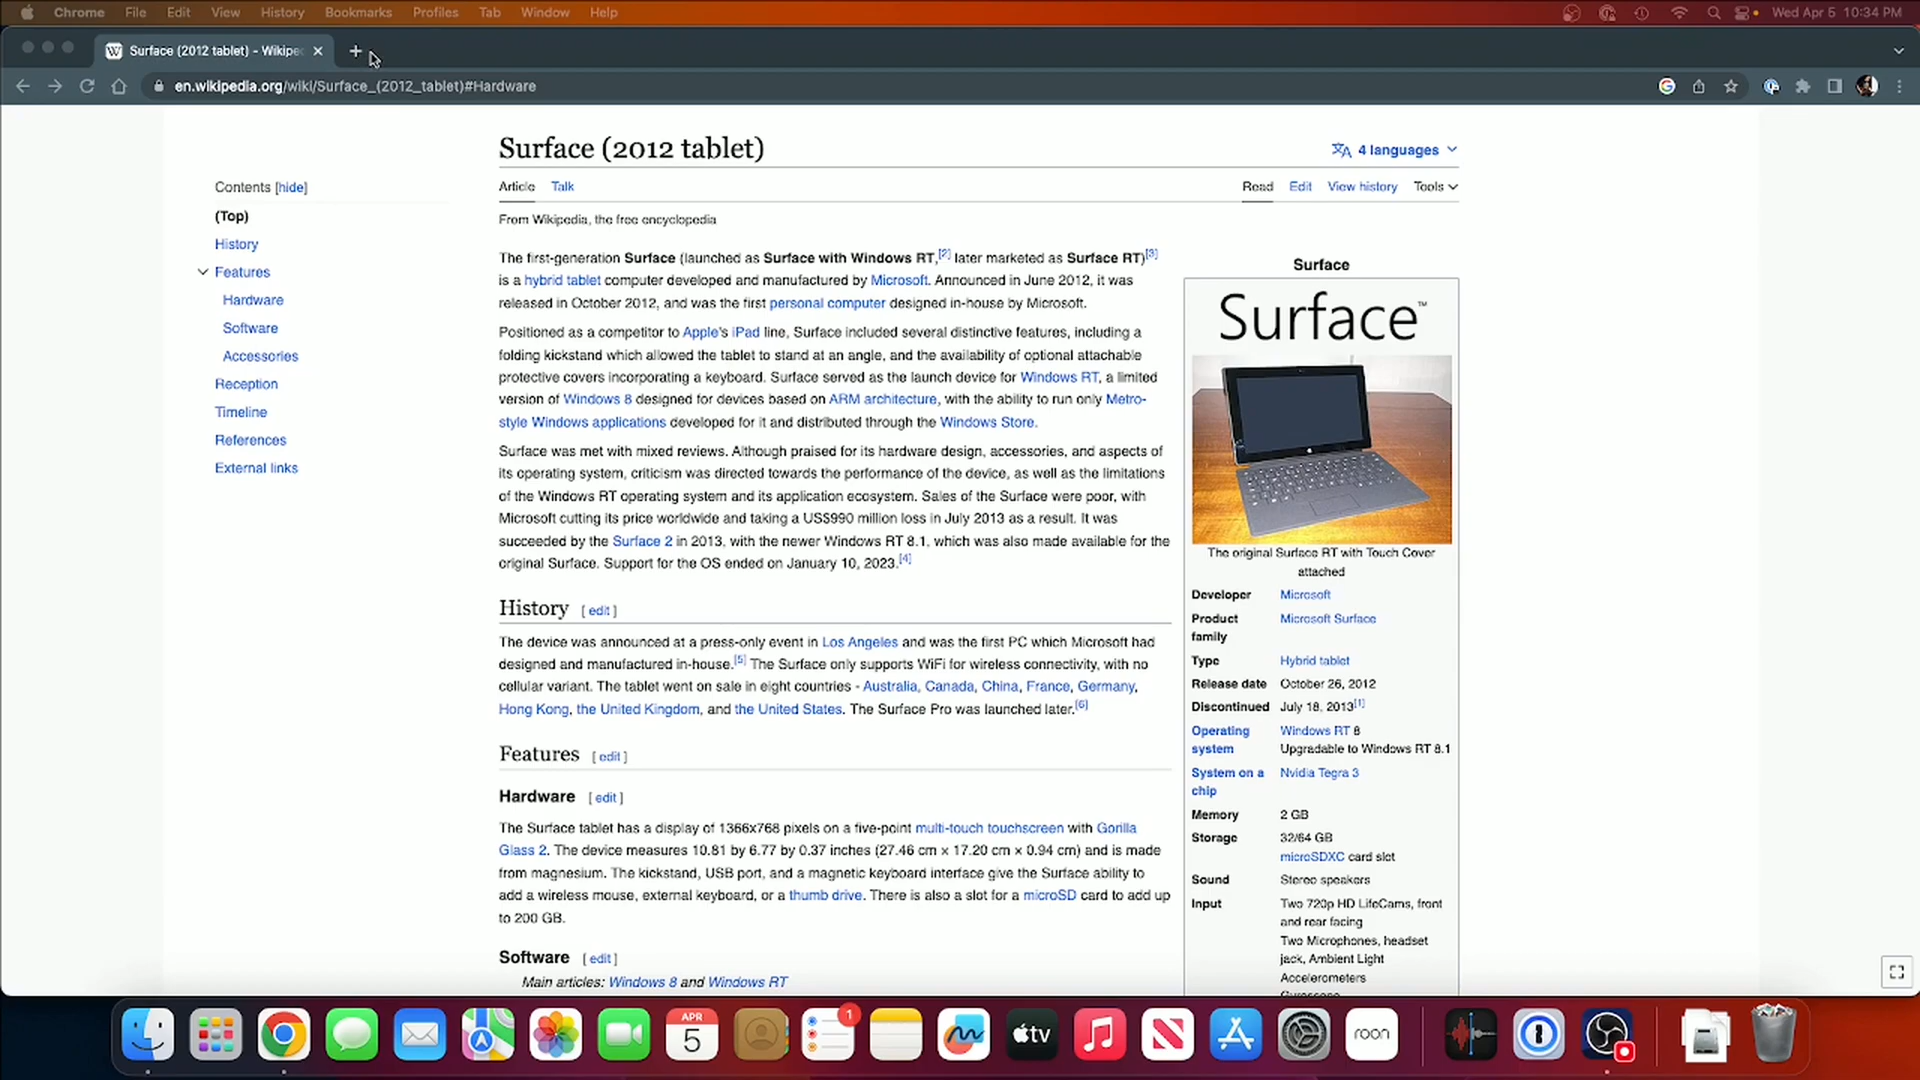 Chrome File Edit View History Bookmarks Profiles Tab Window Help Wed Apr 5 10:34 PM
Surface (2012 tablet) - Wikipe
en.wikipedia.org/wiki/Surface_(2012_tablet)#Hardware
Surface (2012 tablet)
4 languages
Article Talk Read Edit View history Tools
From Wikipedia, the free encyclopedia
Contents [hide]
(Top)
History
Features
Hardware
Software
Accessories
Reception
Timeline
References
External links
The first-generation Surface (launched as Surface with Windows RT,[2] later marketed as Surface RT)[3]
is a hybrid tablet computer developed and manufactured by Microsoft. Announced in June 2012, it was
released in October 2012, and was the first personal computer designed in-house by Microsoft.
Positioned as a competitor to Apple's iPad line, Surface included several distinctive features, including a
folding kickstand which allowed the tablet to stand at an angle, and the availability of optional attachable
protective covers incorporating a keyboard. Surface served as the launch device for Windows RT, a limited
version of Windows 8 designed for devices based on ARM architecture, with the ability to run only Metro-
style Windows applications developed for it and distributed through the Windows Store.
Surface was met with mixed reviews. Although praised for its hardware design, accessories, and aspects of
its operating system, criticism was directed towards the performance of the device, as well as the limitations
of the Windows RT operating system and its application ecosystem. Sales of the Surface were poor, with
Microsoft cutting its price worldwide and taking a US$990 million loss in July 2013 as a result. It was
succeeded by the Surface 2 in 2013, with the newer Windows RT 8.1, which was also made available for the
original Surface. Support for the OS ended on January 10, 2023.[4]
History [ edit ]
The device was announced at a press-only event in Los Angeles and was the first PC which Microsoft had
designed and manufactured in-house.[5] The Surface only supports WiFi for wireless connectivity, with no
cellular variant. The tablet went on sale in eight countries - Australia, Canada, China, France, Germany,
Hong Kong, the United Kingdom, and the United States. The Surface Pro was launched later.[6]
Features [ edit ]
Hardware [ edit ]
The Surface tablet has a display of 1366x768 pixels on a five-point multi-touch touchscreen with Gorilla
Glass 2. The device measures 10.81 by 6.77 by 0.37 inches (27.46 cm × 17.20 cm × 0.94 cm) and is made
from magnesium. The kickstand, USB port, and a magnetic keyboard interface give the Surface ability to
add a wireless mouse, external keyboard, or a thumb drive. There is also a slot for a microSD card to add up
to 200 GB.
Software [ edit ]
Main articles: Windows 8 and Windows RT
Surface
Surface™
The original Surface RT with Touch Cover
attached
Developer Microsoft
Product family Microsoft Surface
Type Hybrid tablet
Release date October 26, 2012
Discontinued July 18, 2013[1]
Operating system Windows RT 8
Upgradable to Windows RT 8.1
System on a chip Nvidia Tegra 3
Memory 2 GB
Storage 32/64 GB
microSDXC card slot
Sound Stereo speakers
Input Two 720p HD LifeCams, front
and rear facing
Two Microphones, headset
jack, Ambient Light
Accelerometers
APR
5
1
tv
roon